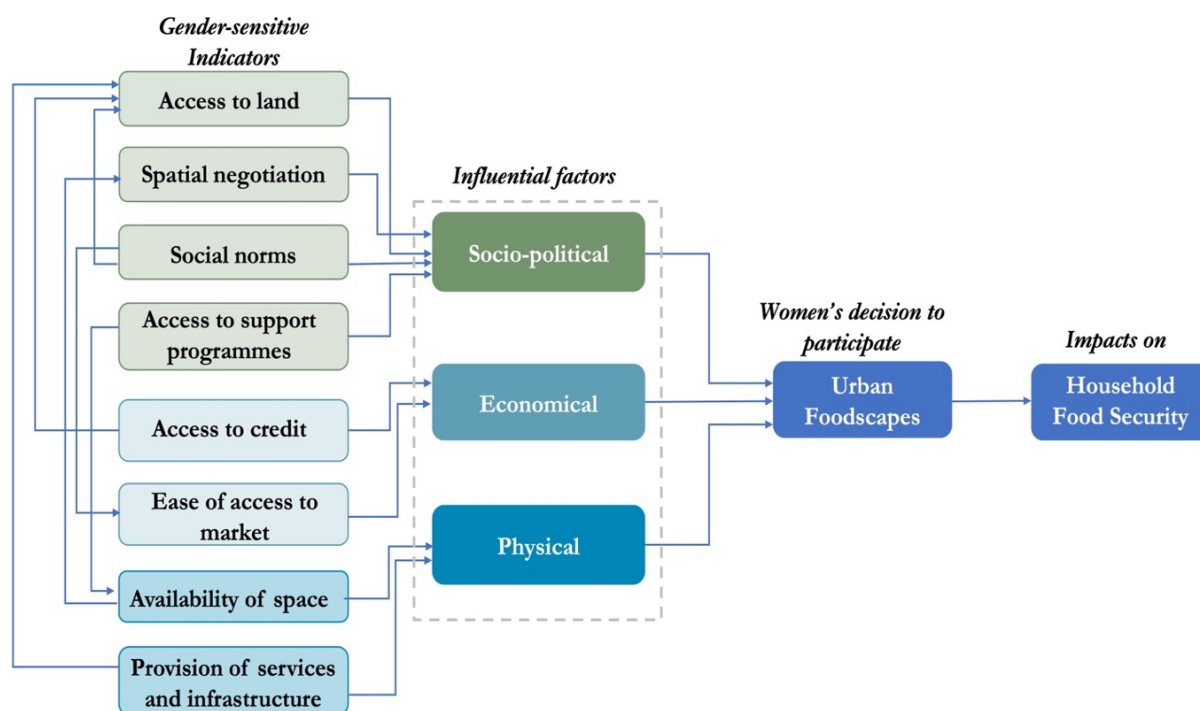 Gender-sensitive
Indicators
Access to land
Spatial negotiation
Social norms
Access to support
programmes
Access to credit
Ease of access to
market
Availability of space
Provision of services
and infrastructure
Influential factors
Socio-political
Economical
Physical
Women’s decision to
participate
Urban
Foodscapes
Impacts on
Household
Food Security